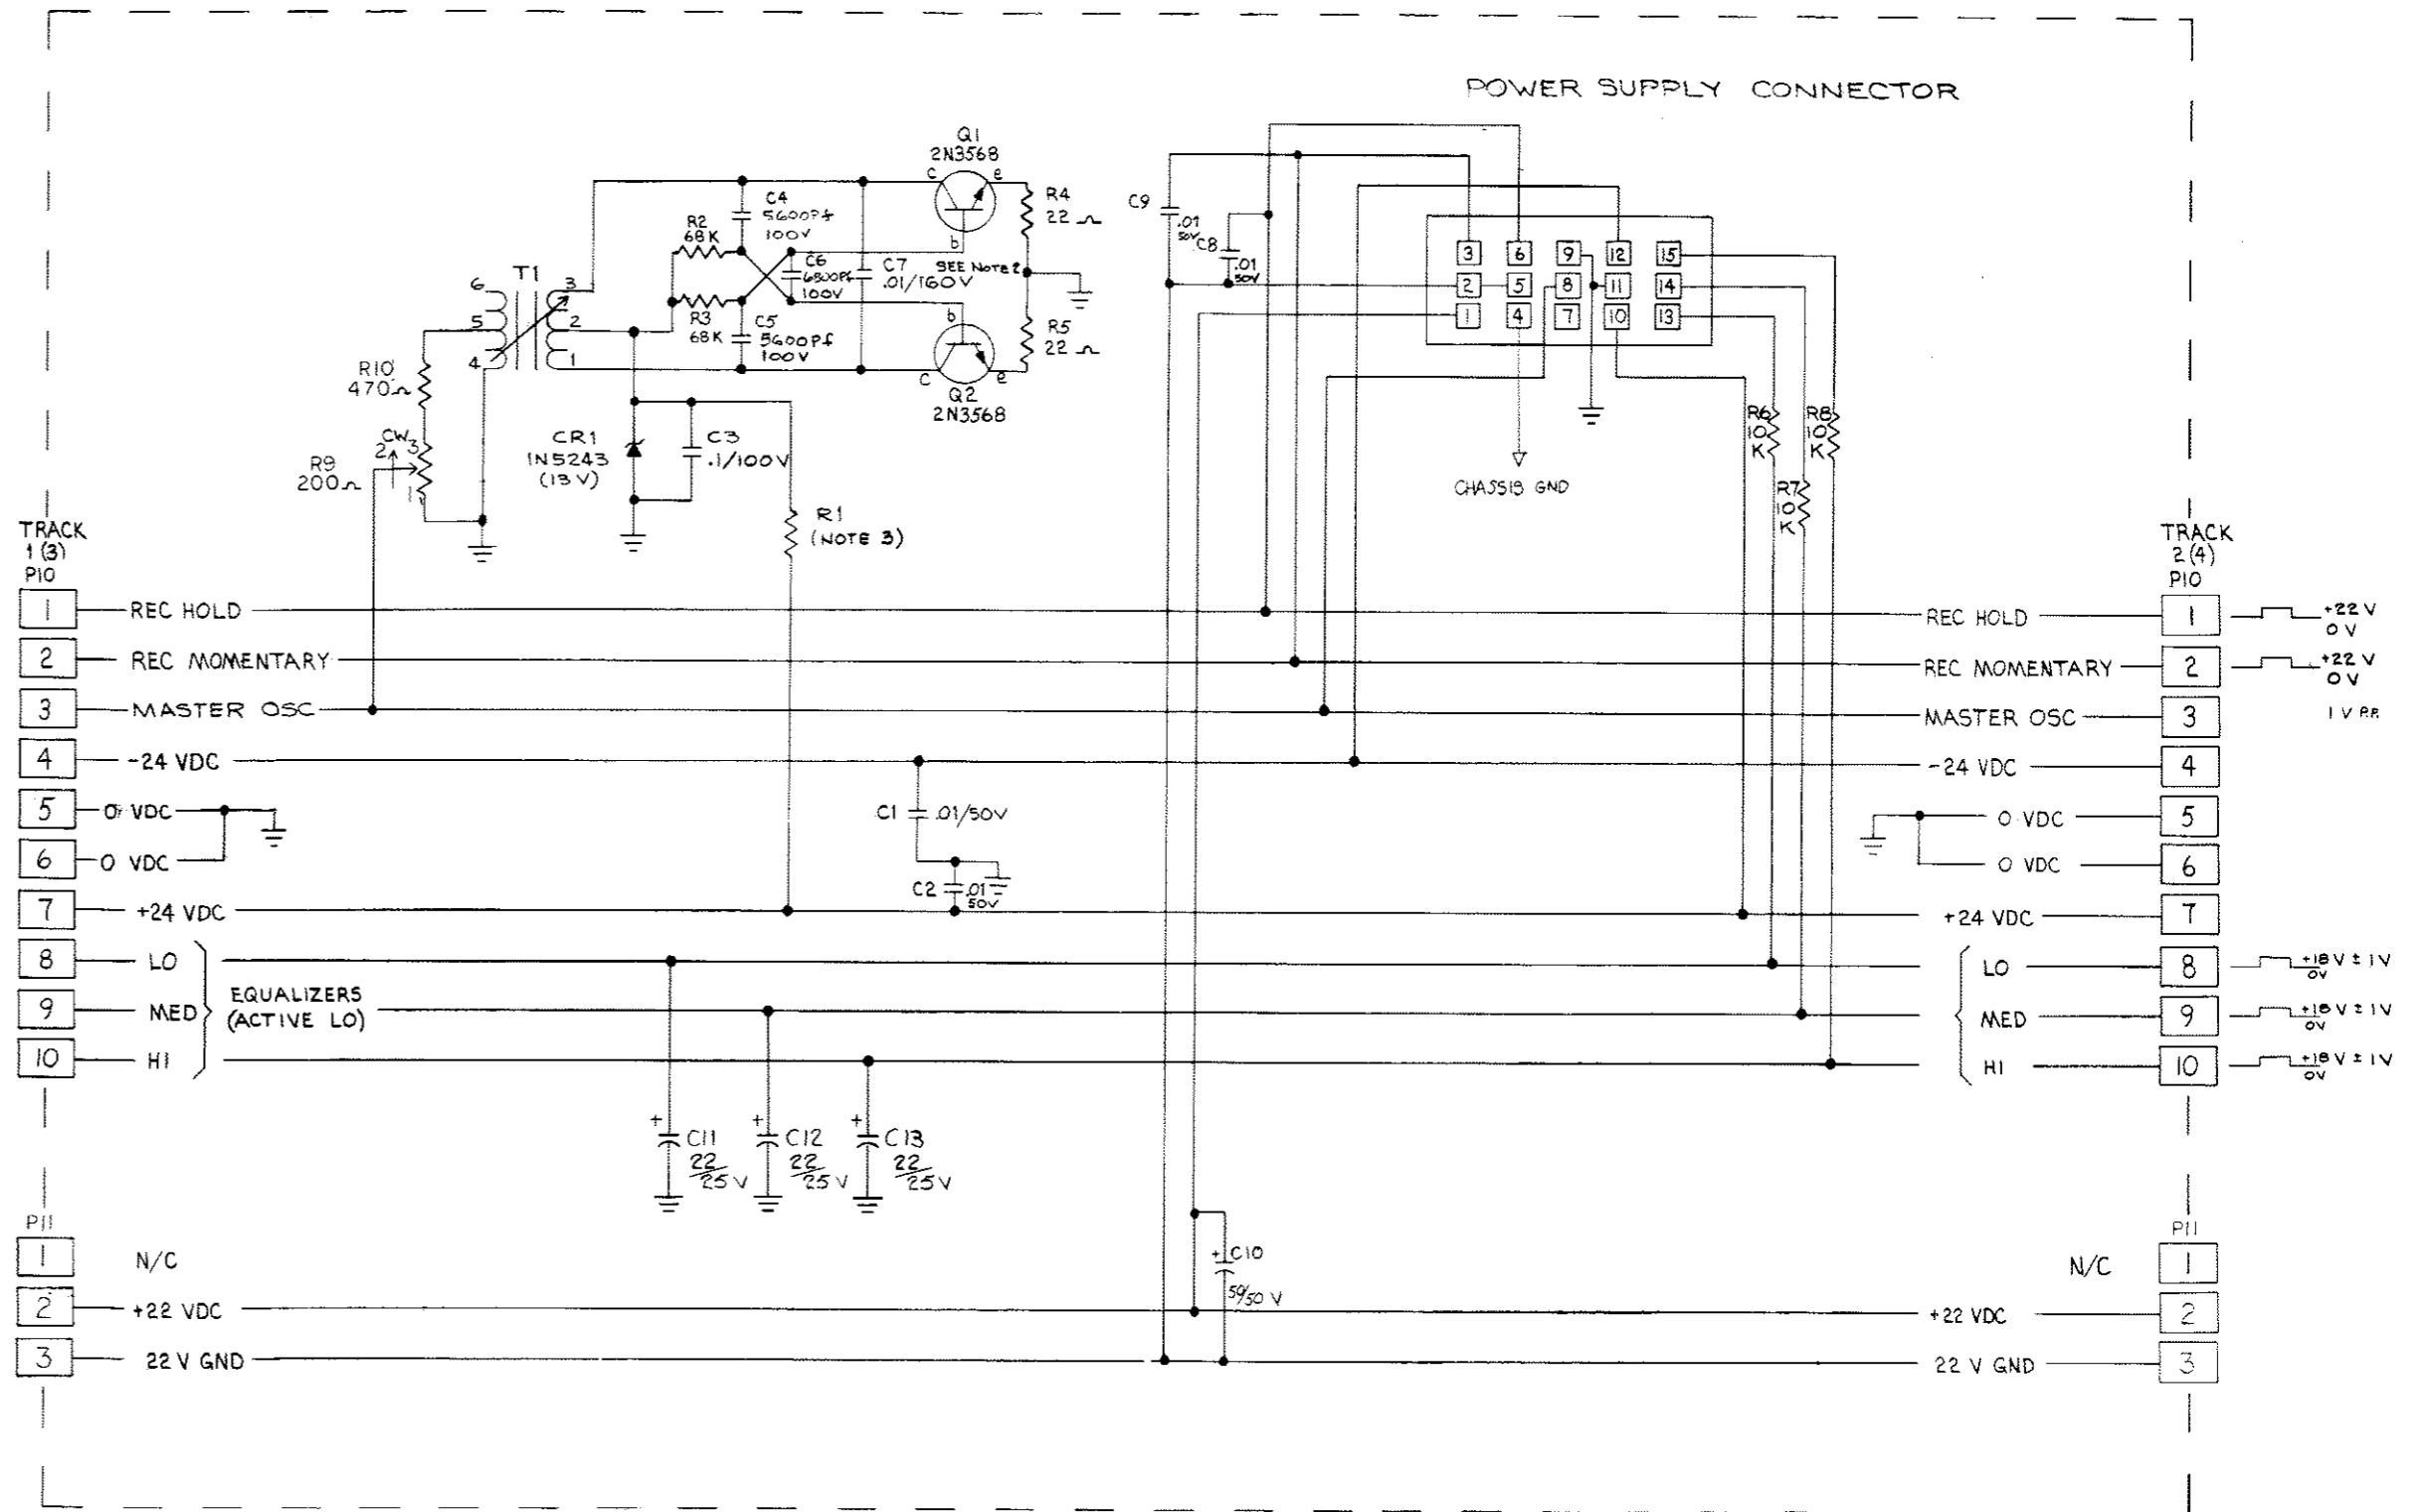 POWER SUPPLY CONNECTOR
Q1
2N3568
c
e
b
R4
22 Ω
C4
5600Pf
100V
R2
68K
C6
6800Pf
100V
C7
.01/160V
SEE NOTE 2
T1
6
5
4
3
2
1
R3
68K
C5
5600Pf
100V
b
c
e
Q2
2N3568
R5
22 Ω
C9
.01
50V
C8
.01
50V
3
6
9
12
15
2
5
8
11
14
1
4
7
10
13
R10
470Ω
CW
3
2
1
R9
200Ω
CR1
1N5243
(13V)
C3
.1/100V
R1
(NOTE 3)
CHASSIS GND
R6
10
K
R8
10
K
R7
10
K
TRACK
1 (3)
P10
TRACK
2 (4)
P10
1 REC HOLD
REC HOLD 1 +22 V
0 V
2 REC MOMENTARY
REC MOMENTARY 2 +22 V
0 V
3 MASTER OSC
MASTER OSC 3 1 V P.P.
4 -24 VDC
-24 VDC 4
5 0 VDC
C1 .01/50V
0 VDC 5
6 0 VDC
0 VDC 6
C2 .01
50V
7 +24 VDC
+24 VDC 7
8 LO
LO 8 +18 V ± 1 V
0V
9 MED
EQUALIZERS
(ACTIVE LO)
MED 9 +18 V ± 1 V
0V
10 HI
HI 10 +18 V ± 1 V
0V
+ C11
22/25 V
+ C12
22/25 V
+ C13
22/25 V
P11
P11
1 N/C
N/C 1
+ C10
/50 V
2 +22 VDC
+22 VDC 2
3 22 V GND
22 V GND 3